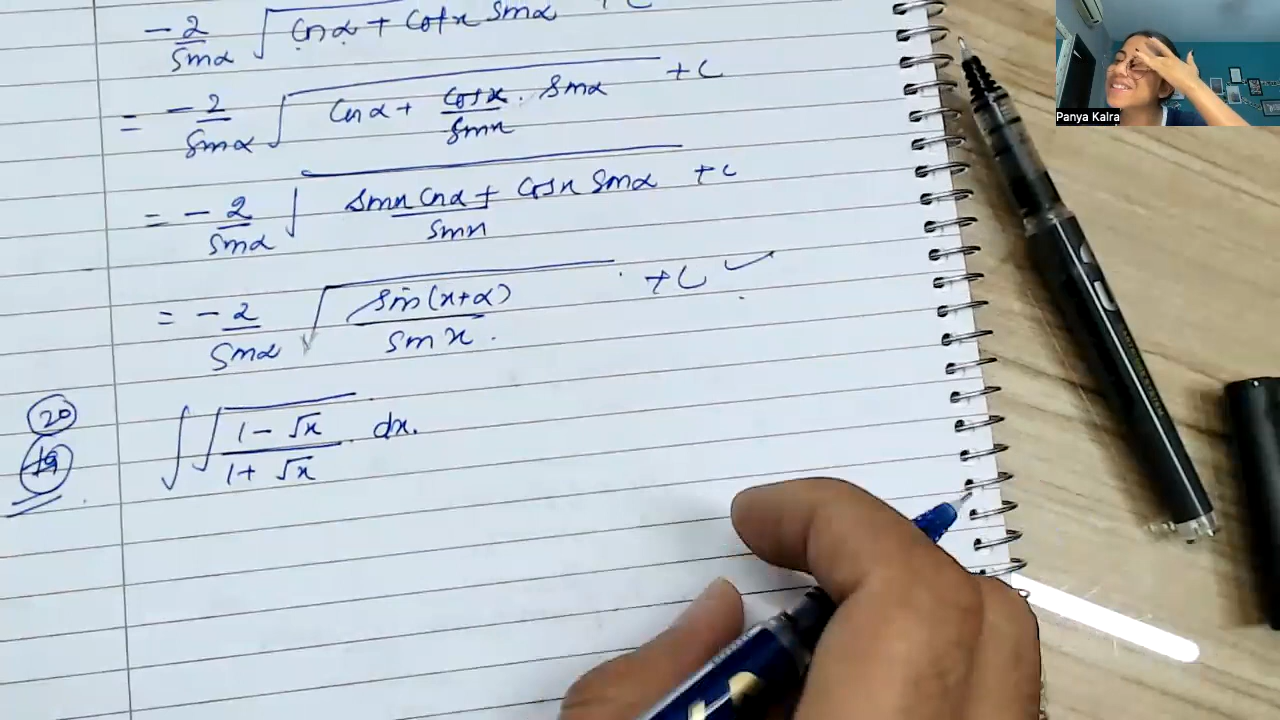 -2/sinα √(cosα + cotx sinα) + C
= -2/sinα √(cosα + cosx/sinx . sinα) + C
= -2/sinα √((sinx cosα + cosx sinα)/sinx) + C
= -2/sinα √(sin(x+α)/sinx) . + C ✓
20 19 ∫√((1-√x)/(1+√x)) dx.
Panya Kalra